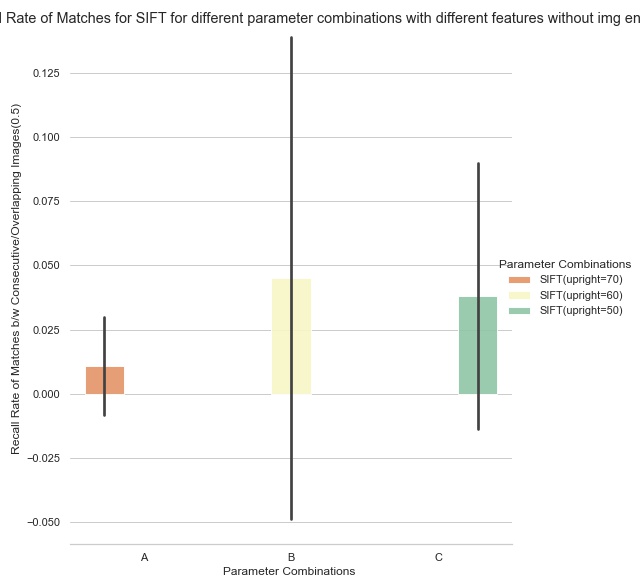 Rate of Matches for SIFT for different parameter combinations with different features without img en
Recall Rate of Matches b/w Consecutive/Overlapping Images(0.5)
0.125
0.100
0.075
0.050
0.025
0.000
−0.025
−0.050
A B C
Parameter Combinations
Parameter Combinations
SIFT(upright=70)
SIFT(upright=60)
SIFT(upright=50)